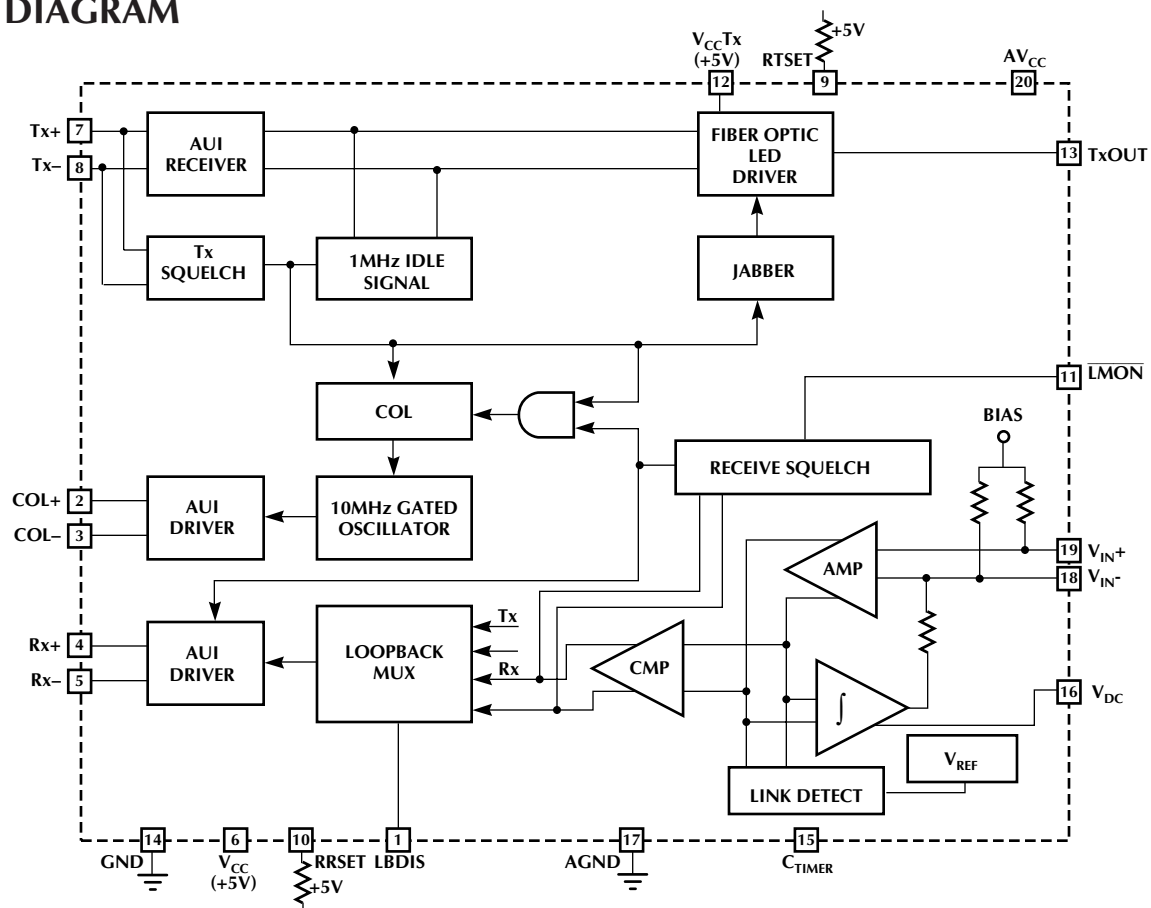 DIAGRAM
+5V
VCCTx
(+5V)
RTSET
AVCC
12
9
20
Tx+
7
Tx–
8
AUI
RECEIVER
FIBER OPTIC
LED
DRIVER
13
TxOUT
Tx
SQUELCH
1MHz IDLE
SIGNAL
JABBER
11
LMON
COL
BIAS
RECEIVE SQUELCH
COL+
2
COL–
3
AUI
DRIVER
10MHz GATED
OSCILLATOR
AMP
19
VIN+
18
VIN-
Rx+
4
Rx–
5
AUI
DRIVER
LOOPBACK
MUX
Tx
Rx
CMP
∫
16
VDC
VREF
LINK DETECT
14
6
10
1
17
15
GND
VCC
(+5V)
RRSET
+5V
LBDIS
AGND
CTIMER